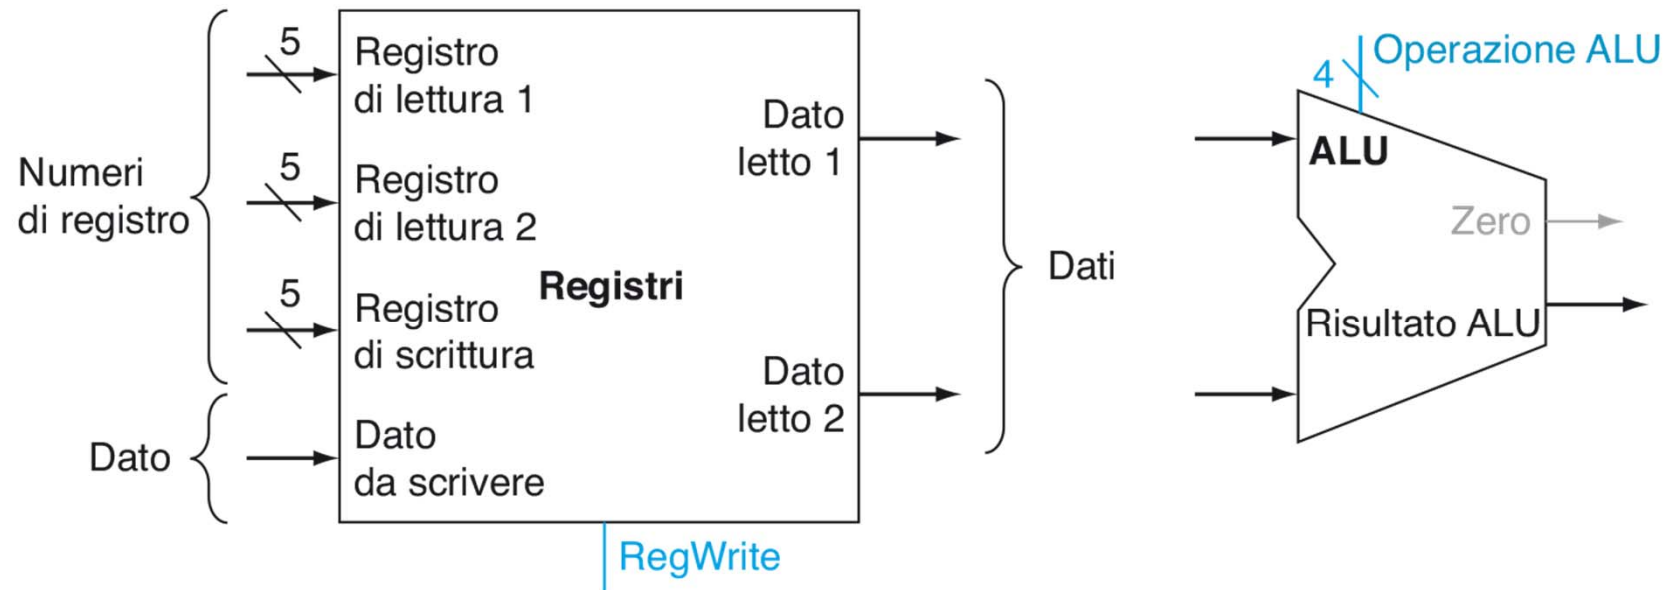 Numeri
di registro
Dato
5
Registro
di lettura 1
5
Registro
di lettura 2
5
Registro
di scrittura
Dato
da scrivere
Registri
Dato
letto 1
Dato
letto 2
RegWrite
Dati
4
Operazione ALU
ALU
Zero
Risultato ALU